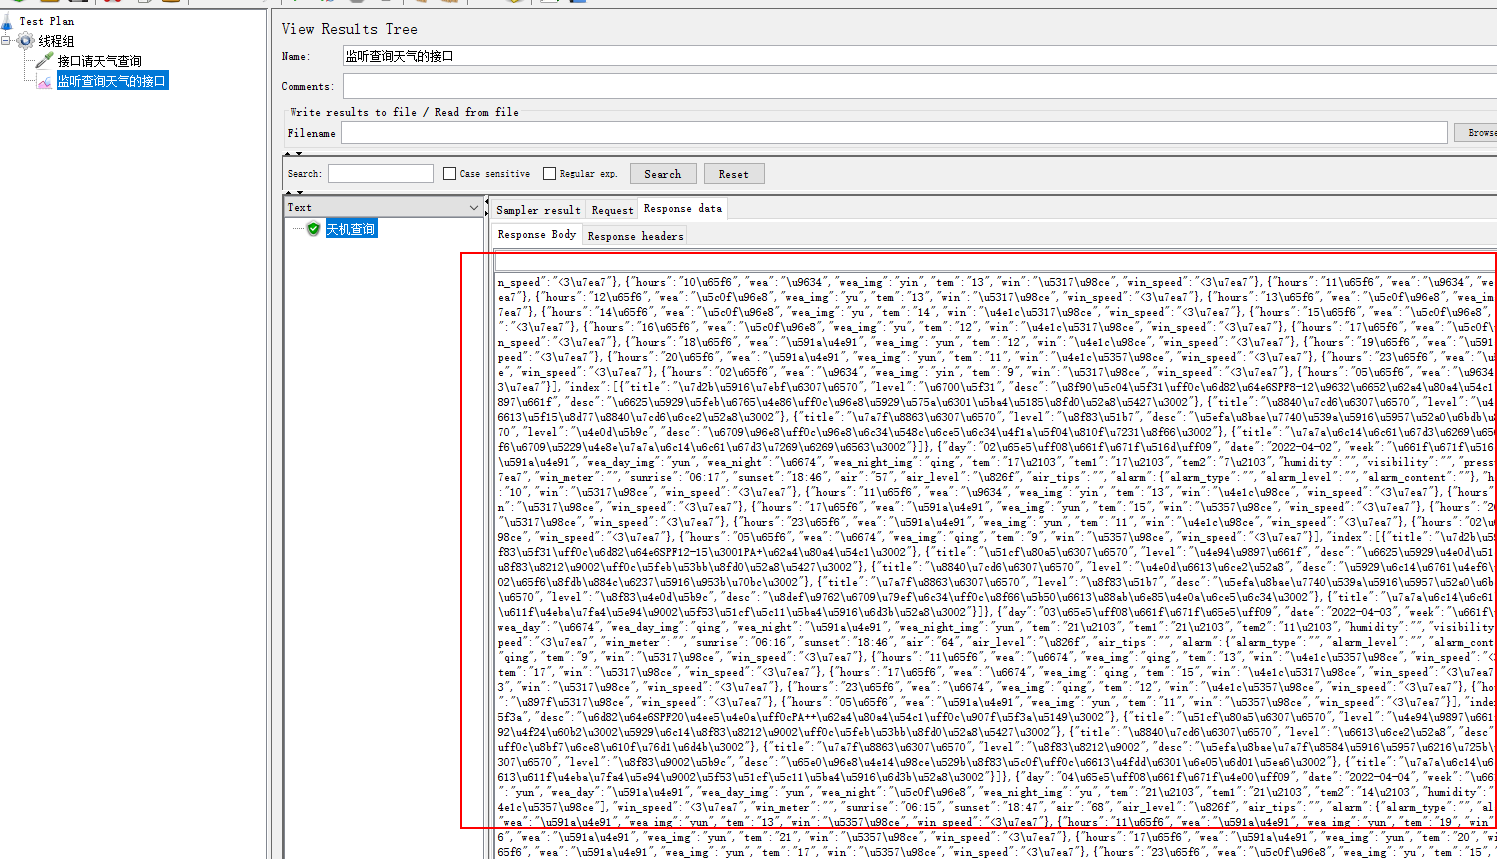 Test Plan
线程组
接口请天气查询
监听查询天气的接口
View Results Tree
Name:
监听查询天气的接口
Comments:
Write results to file / Read from file
Filename
Browse
Search:
Case sensitive
Regular exp.
Search
Reset
Text
天机查询
Sampler result
Request
Response data
Response Body
Response headers
n_speed":"<3\u7ea7"},{"hours":"10\u65f6","wea":"\u9634","wea_img":"yin","tem":"13","win":"\u5317\u98ce","win_speed":"<3\u7ea7"},{"hours":"11\u65f6","wea":"\u9634","we
ea7"},{"hours":"12\u65f6","wea":"\u5c0f\u96e8","wea_img":"yu","tem":"13","win":"\u5317\u98ce","win_speed":"<3\u7ea7"},{"hours":"13\u65f6","wea":"\u5c0f\u96e8","wea_im
7ea7"},{"hours":"14\u65f6","wea":"\u5c0f\u96e8","wea_img":"yu","tem":"14","win":"\u4e1c\u5317\u98ce","win_speed":"<3\u7ea7"},{"hours":"15\u65f6","wea":"\u5c0f\u96e8",
":"<3\u7ea7"},{"hours":"16\u65f6","wea":"\u5c0f\u96e8","wea_img":"yu","tem":"12","win":"\u4e1c\u5317\u98ce","win_speed":"<3\u7ea7"},{"hours":"17\u65f6","wea":"\u5c0f\u
n_speed":"<3\u7ea7"},{"hours":"18\u65f6","wea":"\u591a\u4e91","wea_img":"yun","tem":"12","win":"\u4e1c\u98ce","win_speed":"<3\u7ea7"},{"hours":"19\u65f6","wea":"\u591
peed":"<3\u7ea7"},{"hours":"20\u65f6","wea":"\u591a\u4e91","wea_img":"yun","tem":"11","win":"\u4e1c\u5357\u98ce","win_speed":"<3\u7ea7"},{"hours":"23\u65f6","wea":"\u
e","win_speed":"<3\u7ea7"},{"hours":"02\u65f6","wea":"\u9634","wea_img":"yin","tem":"9","win":"\u5317\u98ce","win_speed":"<3\u7ea7"},{"hours":"05\u65f6","wea":"\u9634
3\u7ea7"}],"index":[{"title":"\u7d2b\u5916\u7ebf\u6307\u6570","level":"\u6700\u5f31","desc":"\u8f90\u5c04\u5f31\uff0c\u6d82\u64e6SPF8-12\u9632\u6652\u62a4\u80a4\u54c1
897\u661f","desc":"\u6625\u5929\u5feb\u6765\u4e86\uff0c\u96e8\u5929\u575a\u6301\u5ba4\u5185\u8fd0\u52a8\u5427\u3002"},{"title":"\u8840\u7cd6\u6307\u6570","level":"\u4
6613\u5f15\u8d77\u8840\u7cd6\u6ce2\u52a8\u3002"},{"title":"\u7a7f\u8863\u6307\u6570","level":"\u8f83\u51b7","desc":"\u5efa\u8bae\u7740\u539a\u5916\u5957\u52a0\u6bdb\u
70","level":"\u4e0d\u5b9c","desc":"\u6709\u96e8\uff0c\u96e8\u6c34\u548c\u6ce5\u6c34\u4f1a\u5f04\u810f\u7231\u8f66\u3002"},{"title":"\u7a7a\u6c14\u6c61\u67d3\u6269\u656
f6\u6709\u5229\u4e8e\u7a7a\u6c14\u6c61\u67d3\u7269\u6269\u6563\u3002"}]},{"day":"02\u65e5\uff08\u661f\u671f\u516d\uff09","date":"2022-04-02","week":"\u661f\u671f\u516
\u591a\u4e91","wea_day_img":"yun","wea_night":"\u6674","wea_night_img":"qing","tem":"17\u2103","tem1":"17\u2103","tem2":"7\u2103","humidity":"","visibility":"","press
7ea7","win_meter":"","sunrise":"06:17","sunset":"18:46","air":"57","air_level":"\u826f","air_tips":"","alarm":{"alarm_type":"","alarm_level":"","alarm_content":""},"h
"10","win":"\u5317\u98ce","win_speed":"<3\u7ea7"},{"hours":"11\u65f6","wea":"\u9634","wea_img":"yin","tem":"13","win":"\u4e1c\u98ce","win_speed":"<3\u7ea7"},{"hours"
n":"\u5317\u98ce","win_speed":"<3\u7ea7"},{"hours":"17\u65f6","wea":"\u591a\u4e91","wea_img":"yun","tem":"15","win":"\u5357\u98ce","win_speed":"<3\u7ea7"},{"hours":"20
"\u5317\u98ce","win_speed":"<3\u7ea7"},{"hours":"23\u65f6","wea":"\u591a\u4e91","wea_img":"yun","tem":"11","win":"\u4e1c\u98ce","win_speed":"<3\u7ea7"},{"hours":"02\u
98ce","win_speed":"<3\u7ea7"},{"hours":"05\u65f6","wea":"\u6674","wea_img":"qing","tem":"9","win":"\u5357\u98ce","win_speed":"<3\u7ea7"}],"index":[{"title":"\u7d2b\u59
f83\u5f31\uff0c\u6d82\u64e6SPF12-15\u3001PA+\u62a4\u80a4\u54c1\u3002"},{"title":"\u51cf\u80a5\u6307\u6570","level":"\u4e94\u9897\u661f","desc":"\u6625\u5929\u4e0d\u51
\u8f83\u8212\u9002\uff0c\u5feb\u53bb\u8fd0\u52a8\u5427\u3002"},{"title":"\u8840\u7cd6\u6307\u6570","level":"\u4e0d\u6613\u6ce2\u52a8","desc":"\u5929\u6c14\u6761\u4ef6\u
02\u65f6\u8fdb\u884c\u6237\u5916\u953b\u70bc\u3002"},{"title":"\u7a7f\u8863\u6307\u6570","level":"\u8f83\u51b7","desc":"\u5efa\u8bae\u7740\u539a\u5916\u5957\u52a0\u6b
\u6570","level":"\u8f83\u4e0d\u5b9c","desc":"\u8def\u9762\u6709\u79ef\u6c34\uff0c\u8f66\u5b50\u6613\u88ab\u6e85\u4e0a\u6ce5\u6c34\u3002"},{"title":"\u7a7a\u6c14\u6c61
\u611f\u4eba\u7fa4\u5e94\u9002\u5f53\u51cf\u5c11\u5ba4\u5916\u6d3b\u52a8\u3002"}]},{"day":"03\u65e5\uff08\u661f\u671f\u65e5\uff09","date":"2022-04-03","week":"\u661f\u
wea_day":"\u6674","wea_day_img":"qing","wea_night":"\u591a\u4e91","wea_night_img":"yun","tem":"21\u2103","tem1":"21\u2103","tem2":"11\u2103","humidity":"","visibility
peed":"<3\u7ea7","win_meter":"","sunrise":"06:16","sunset":"18:46","air":"64","air_level":"\u826f","air_tips":"","alarm":{"alarm_type":"","alarm_level":"","alarm_cont
"qing","tem":"9","win":"\u5317\u98ce","win_speed":"<3\u7ea7"},{"hours":"11\u65f6","wea":"\u6674","wea_img":"qing","tem":"13","win":"\u4e1c\u5357\u98ce","win_speed":"<3
tem":"17","win":"\u5357\u98ce","win_speed":"<3\u7ea7"},{"hours":"17\u65f6","wea":"\u6674","wea_img":"qing","tem":"15","win":"\u4e1c\u5317\u98ce","win_speed":"<3\u7ea7
3","win":"\u5317\u98ce","win_speed":"<3\u7ea7"},{"hours":"23\u65f6","wea":"\u6674","wea_img":"qing","tem":"12","win":"\u4e1c\u5357\u98ce","win_speed":"<3\u7ea7"},{"ho
":"\u897f\u5317\u98ce","win_speed":"<3\u7ea7"},{"hours":"05\u65f6","wea":"\u591a\u4e91","wea_img":"yun","tem":"11","win":"\u5357\u98ce","win_speed":"<3\u7ea7"}],"inde
5f3a","desc":"\u6d82\u64e6SPF20\u4ee5\u4e0a\uff0cPA++\u62a4\u80a4\u54c1\uff0c\u907f\u5f3a\u5149\u3002"},{"title":"\u51cf\u80a5\u6307\u6570","level":"\u4e94\u9897\u661
92\u4f24\u60b2\u3002\u5929\u6c14\u8f83\u8212\u9002\uff0c\u5feb\u53bb\u8fd0\u52a8\u5427\u3002"},{"title":"\u8840\u7cd6\u6307\u6570","level":"\u6613\u6ce2\u52a8","desc"
uff0c\u8bf7\u6ce8\u610f\u76d1\u6d4b\u3002"},{"title":"\u7a7f\u8863\u6307\u6570","level":"\u8f83\u8212\u9002","desc":"\u5efa\u8bae\u7a7f\u8584\u5916\u5957\u6216\u725b\u
307\u6570","level":"\u8f83\u9002\u5b9c","desc":"\u65e0\u96e8\u4e14\u98ce\u529b\u8f83\u5c0f\uff0c\u6613\u4fdd\u6301\u6e05\u6d01\u5ea6\u3002"},{"title":"\u7a7a\u6c14\u6
613\u611f\u4eba\u7fa4\u5e94\u9002\u5f53\u51cf\u5c11\u5ba4\u5916\u6d3b\u52a8\u3002"}]},{"day":"04\u65e5\uff08\u661f\u671f\u4e00\uff09","date":"2022-04-04","week":"\u66
"yun","wea_day":"\u591a\u4e91","wea_day_img":"yun","wea_night":"\u5c0f\u96e8","wea_night_img":"yu","tem":"21\u2103","tem1":"21\u2103","tem2":"14\u2103","humidity":"
4e1c\u5357\u98ce"],"win_speed":"<3\u7ea7","win_meter":"","sunrise":"06:15","sunset":"18:47","air":"68","air_level":"\u826f","air_tips":"","alarm":{"alarm_type":"","al
"wea":"\u591a\u4e91","wea_img":"yun","tem":"13","win":"\u5357\u98ce","win_speed":"<3\u7ea7"},{"hours":"11\u65f6","wea":"\u591a\u4e91","wea_img":"yun","tem":"19","win"
6","wea":"\u591a\u4e91","wea_img":"yun","tem":"21","win":"\u5357\u98ce","win_speed":"<3\u7ea7"},{"hours":"17\u65f6","wea":"\u591a\u4e91","wea_img":"yun","tem":"20","wi
65f6","wea":"\u591a\u4e91","wea_img":"yun","tem":"17","win":"\u5357\u98ce","win_speed":"<3\u7ea7"},{"hours":"23\u65f6","wea":"\u5c0f\u96e8","wea_img":"yu","tem":"15","